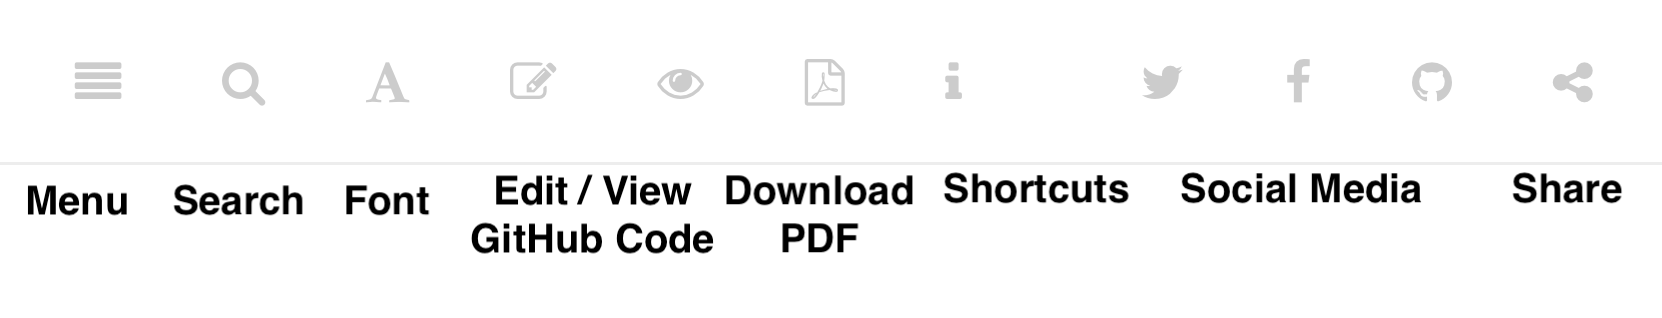 Menu Search Font Edit / View Download Shortcuts Social Media Share
GitHub Code PDF